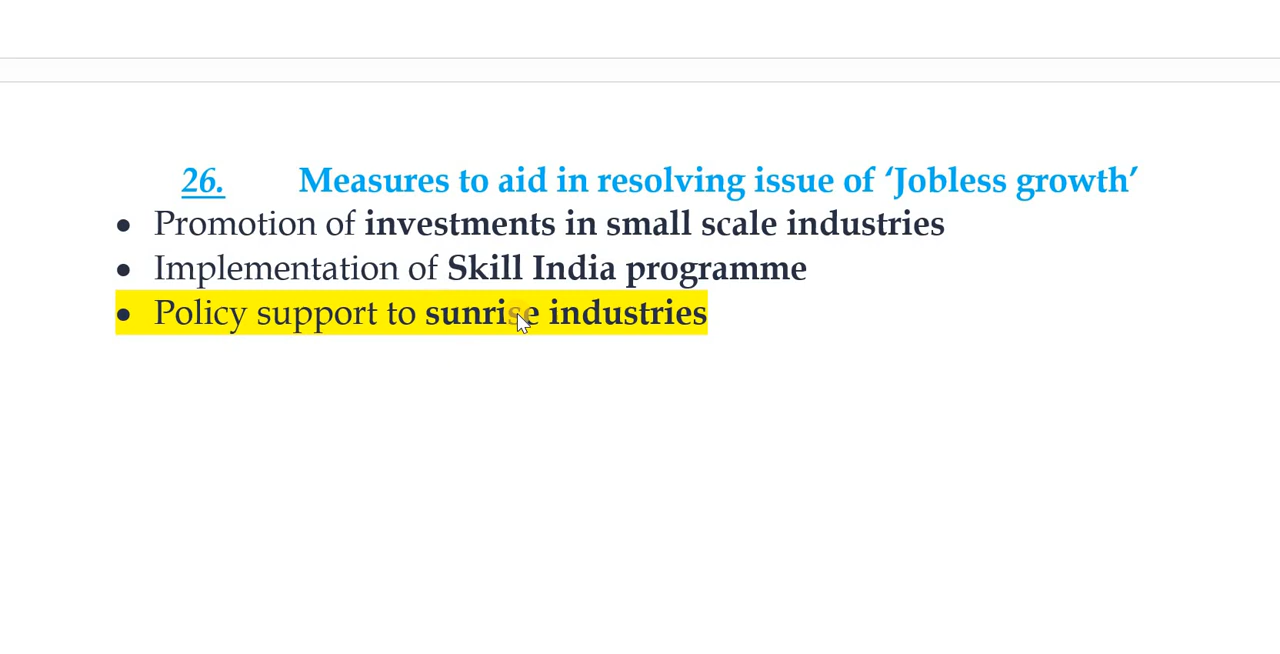 26. Measures to aid in resolving issue of ‘Jobless growth’
• Promotion of investments in small scale industries
• Implementation of Skill India programme
• Policy support to sunrise industries